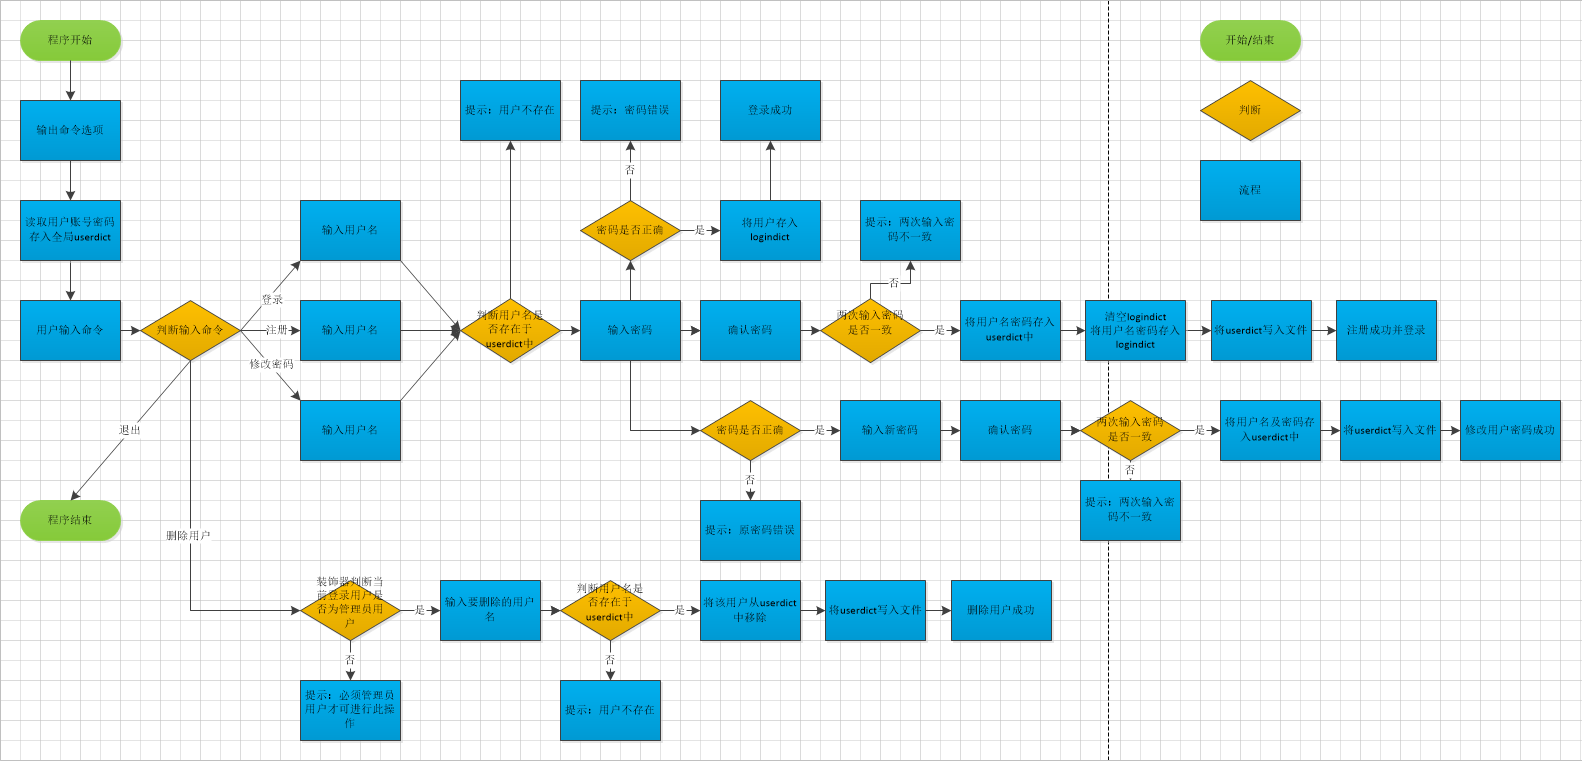 程序开始
开始/结束
提示：用户不存在
提示：密码错误
登录成功
判断
输出命令选项
否
流程
读取用户账号密码
存入全局userdict
输入用户名
密码是否正确
是
将用户存入
logindict
提示：两次输入密
码不一致
登录
否
用户输入命令
判断输入命令
注册
输入用户名
判断用户名是
否存在于
userdict中
输入密码
确认密码
两次输入密码
是否一致
是
将用户名密码存入
userdict中
清空logindict
将用户名密码存入
logindict
将userdict写入文件
注册成功并登录
修改密码
退出
输入用户名
密码是否正确
是
输入新密码
确认密码
两次输入密码
是否一致
是
将用户名及密码存
入userdict中
将userdict写入文件
修改用户密码成功
否
否
程序结束
提示：原密码错误
提示：两次输入密
码不一致
删除用户
装饰器判断当
前登录用户是
否为管理员用
户
是
输入要删除的用户
名
判断用户名是
否存在于
userdict中
是
将该用户从userdict
中移除
将userdict写入文件
删除用户成功
否
否
提示：必须管理员
用户才可进行此操
作
提示：用户不存在